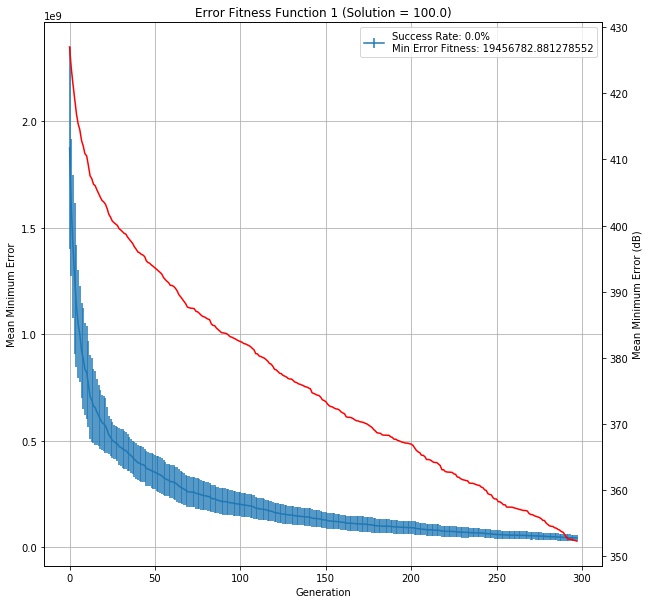 Error Fitness Function 1 (Solution = 100.0)
1e9
Success Rate: 0.0%
Min Error Fitness: 19456782.881278552
2.0
1.5
1.0
0.5
0.0
Mean Minimum Error
430
420
410
400
390
380
370
360
350
Mean Minimum Error (dB)
0 50 100 150 200 250 300
Generation